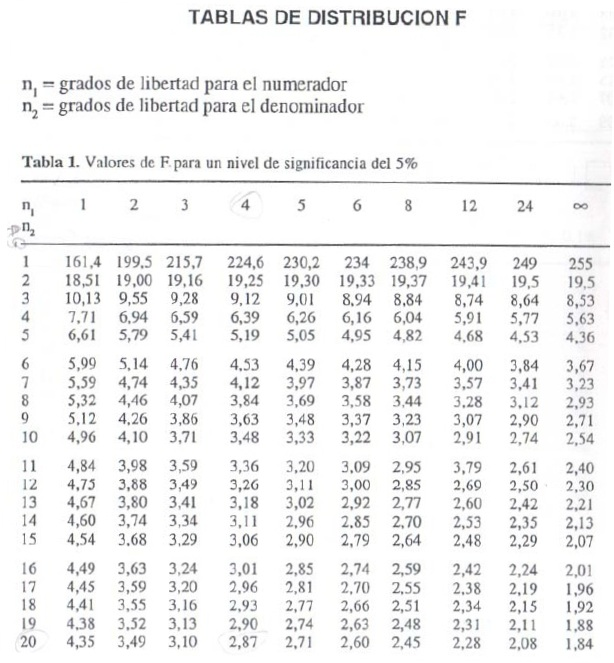 TABLAS DE DISTRIBUCION F
n₁ = grados de libertad para el numerador
n₂ = grados de libertad para el denominador
Tabla 1. Valores de F para un nivel de significancia del 5%
n₁ 1 2 3 4 5 6 8 12 24 ∞
n₂
1 161,4 199,5 215,7 224,6 230,2 234 238,9 243,9 249 255
2 18,51 19,00 19,16 19,25 19,30 19,33 19,37 19,41 19,5 19,5
3 10,13 9,55 9,28 9,12 9,01 8,94 8,84 8,74 8,64 8,53
4 7,71 6,94 6,59 6,39 6,26 6,16 6,04 5,91 5,77 5,63
5 6,61 5,79 5,41 5,19 5,05 4,95 4,82 4,68 4,53 4,36
6 5,99 5,14 4,76 4,53 4,39 4,28 4,15 4,00 3,84 3,67
7 5,59 4,74 4,35 4,12 3,97 3,87 3,73 3,57 3,41 3,23
8 5,32 4,46 4,07 3,84 3,69 3,58 3,44 3,28 3,12 2,93
9 5,12 4,26 3,86 3,63 3,48 3,37 3,23 3,07 2,90 2,71
10 4,96 4,10 3,71 3,48 3,33 3,22 3,07 2,91 2,74 2,54
11 4,84 3,98 3,59 3,36 3,20 3,09 2,95 3,79 2,61 2,40
12 4,75 3,88 3,49 3,26 3,11 3,00 2,85 2,69 2,50 2,30
13 4,67 3,80 3,41 3,18 3,02 2,92 2,77 2,60 2,42 2,21
14 4,60 3,74 3,34 3,11 2,96 2,85 2,70 2,53 2,35 2,13
15 4,54 3,68 3,29 3,06 2,90 2,79 2,64 2,48 2,29 2,07
16 4,49 3,63 3,24 3,01 2,85 2,74 2,59 2,42 2,24 2,01
17 4,45 3,59 3,20 2,96 2,81 2,70 2,55 2,38 2,19 1,96
18 4,41 3,55 3,16 2,93 2,77 2,66 2,51 2,34 2,15 1,92
19 4,38 3,52 3,13 2,90 2,74 2,63 2,48 2,31 2,11 1,88
20 4,35 3,49 3,10 2,87 2,71 2,60 2,45 2,28 2,08 1,84